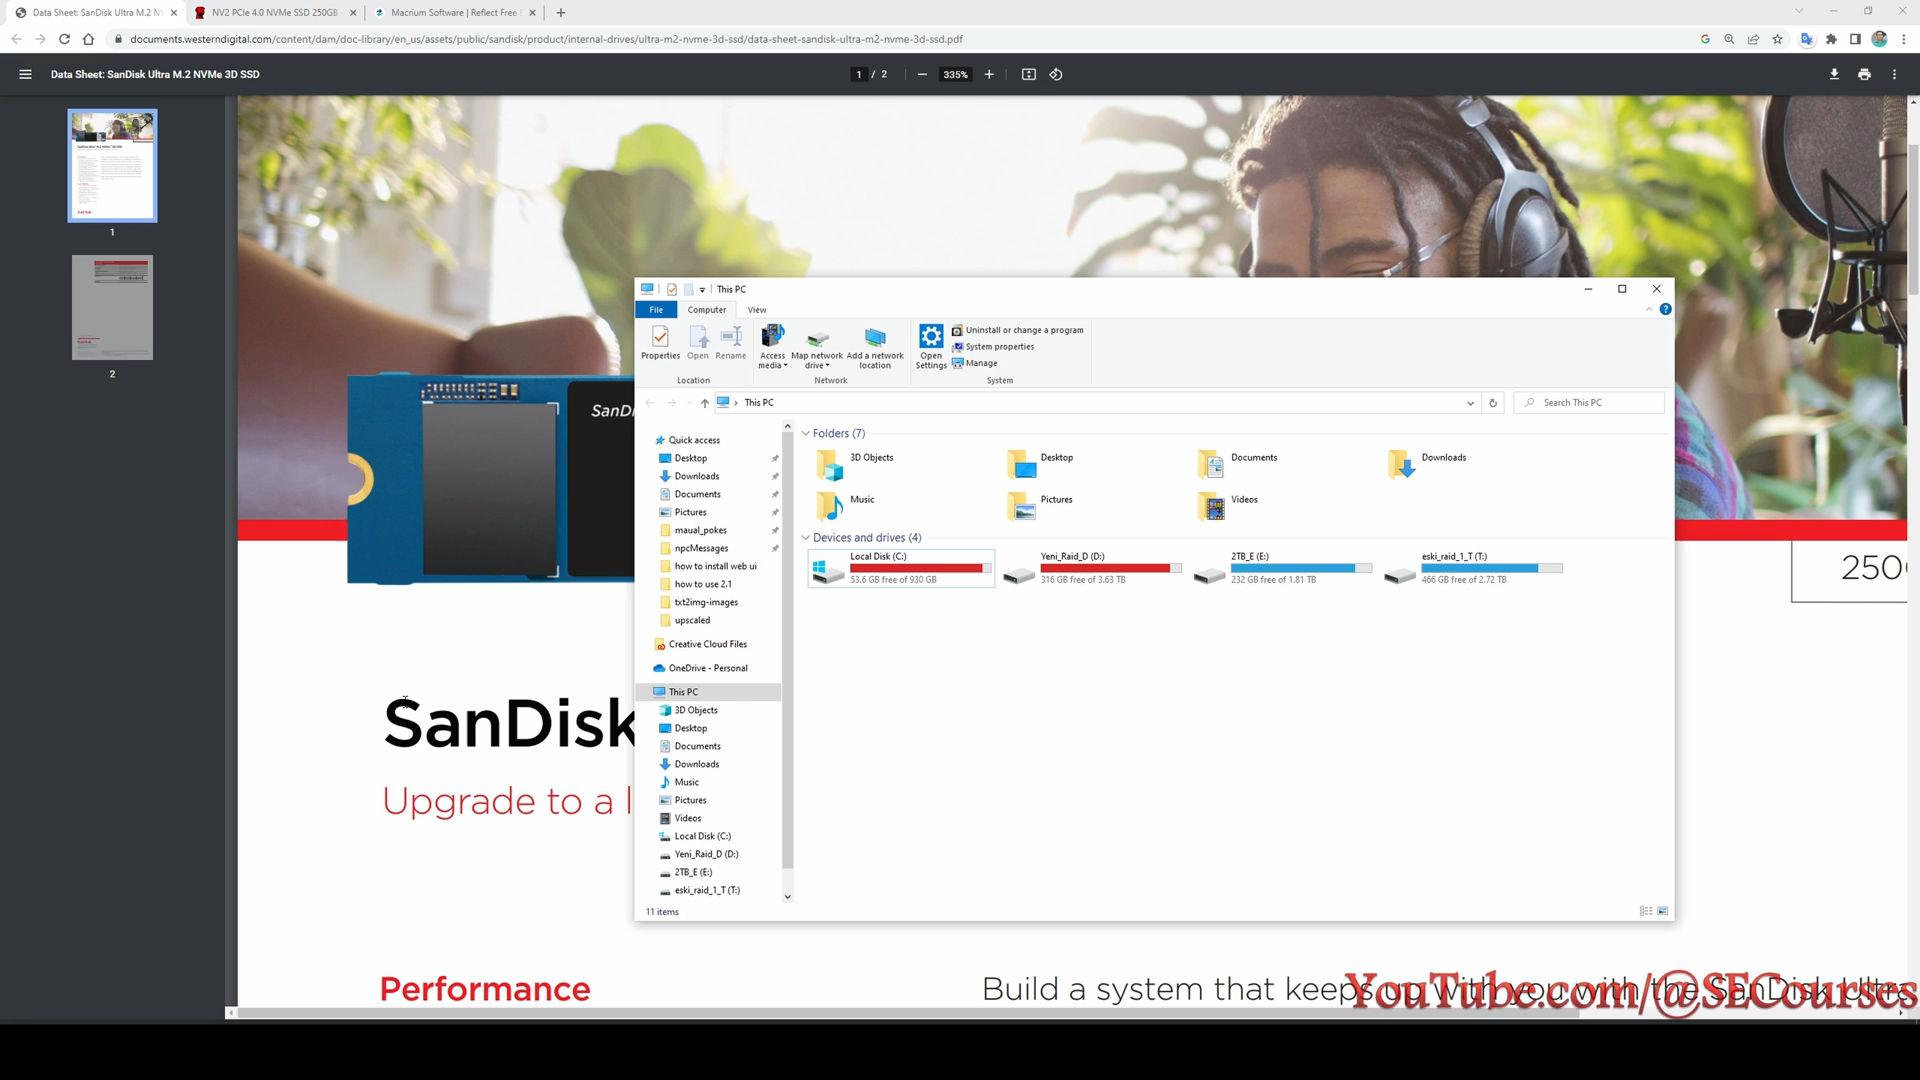 Data Sheet: SanDisk Ultra M.2 N
NV2 PCIe 4.0 NVMe SSD 250GB
Macrium Software | Reflect Free
documents.westerndigital.com/content/dam/doc-library/en_us/assets/public/sandisk/product/internal-drives/ultra-m2-nvme-3d-ssd/data-sheet-sandisk-ultra-m2-nvme-3d-ssd.pdf
Data Sheet: SanDisk Ultra M.2 NVMe 3D SSD
1 / 2
335%
1
2
SanDi
250
SanDisk
Upgrade to a l
Performance
Build a system that keeps up with you with the SanDisk Ultra
This PC
File
Computer
View
Properties
Open
Rename
Access media
Map network drive
Add a network location
Open Settings
Uninstall or change a program
System properties
Manage
Location
Network
System
This PC
Search This PC
Quick access
Desktop
Downloads
Documents
Pictures
maual_pokes
npcMessages
how to install web ui
how to use 2.1
txt2img-images
upscaled
Creative Cloud Files
OneDrive - Personal
This PC
3D Objects
Desktop
Documents
Downloads
Music
Pictures
Videos
Local Disk (C:)
Yeni_Raid_D (D:)
2TB_E (E:)
eski_raid_1_T (T:)
Folders (7)
3D Objects
Desktop
Documents
Downloads
Music
Pictures
Videos
Devices and drives (4)
Local Disk (C:)
53.6 GB free of 930 GB
Yeni_Raid_D (D:)
316 GB free of 3.63 TB
2TB_E (E:)
232 GB free of 1.81 TB
eski_raid_1_T (T:)
466 GB free of 2.72 TB
11 items
YouTube.com/@SECourses